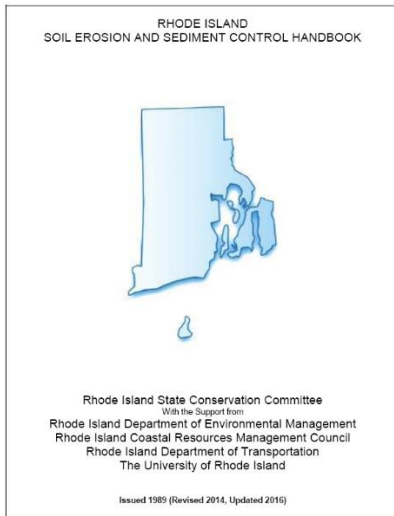 RHODE ISLAND
SOIL EROSION AND SEDIMENT CONTROL HANDBOOK
Rhode Island State Conservation Committee
With the Support from
Rhode Island Department of Environmental Management
Rhode Island Coastal Resources Management Council
Rhode Island Department of Transportation
The University of Rhode Island
Issued 1989 (Revised 2014, Updated 2016)